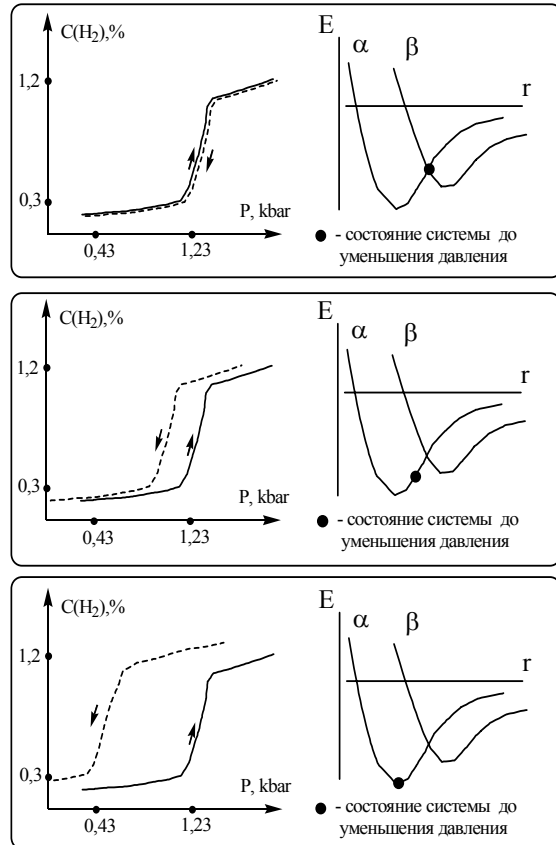 C(H₂),%
1,2
0,3
P, kbar
0,43
1,23
E
α
β
r
● - состояние системы до
уменьшения давления
C(H₂),%
1,2
0,3
P, kbar
0,43
1,23
E
α
β
r
● - состояние системы до
уменьшения давления
C(H₂),%
1,2
0,3
P, kbar
0,43
1,23
E
α
β
r
● - состояние системы до
уменьшения давления